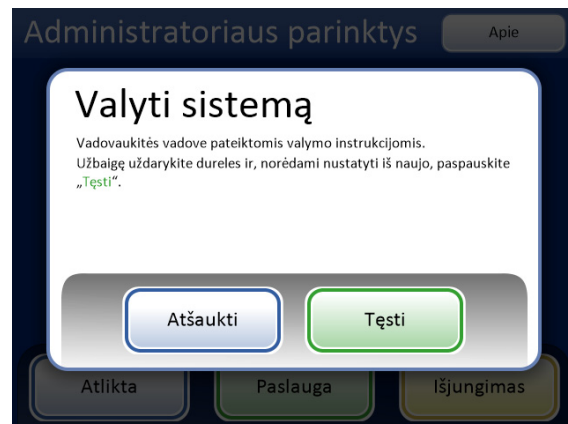 Administratoriaus parinktys
Apie
Valyti sistemą
Vadovaukitės vadove pateiktomis valymo instrukcijomis.
Užbaigę uždarykite dureles ir, norėdami nustatyti iš naujo, paspauskite
„Tęsti“.
Atšaukti
Tęsti
Atlikta
Paslauga
Išjungimas